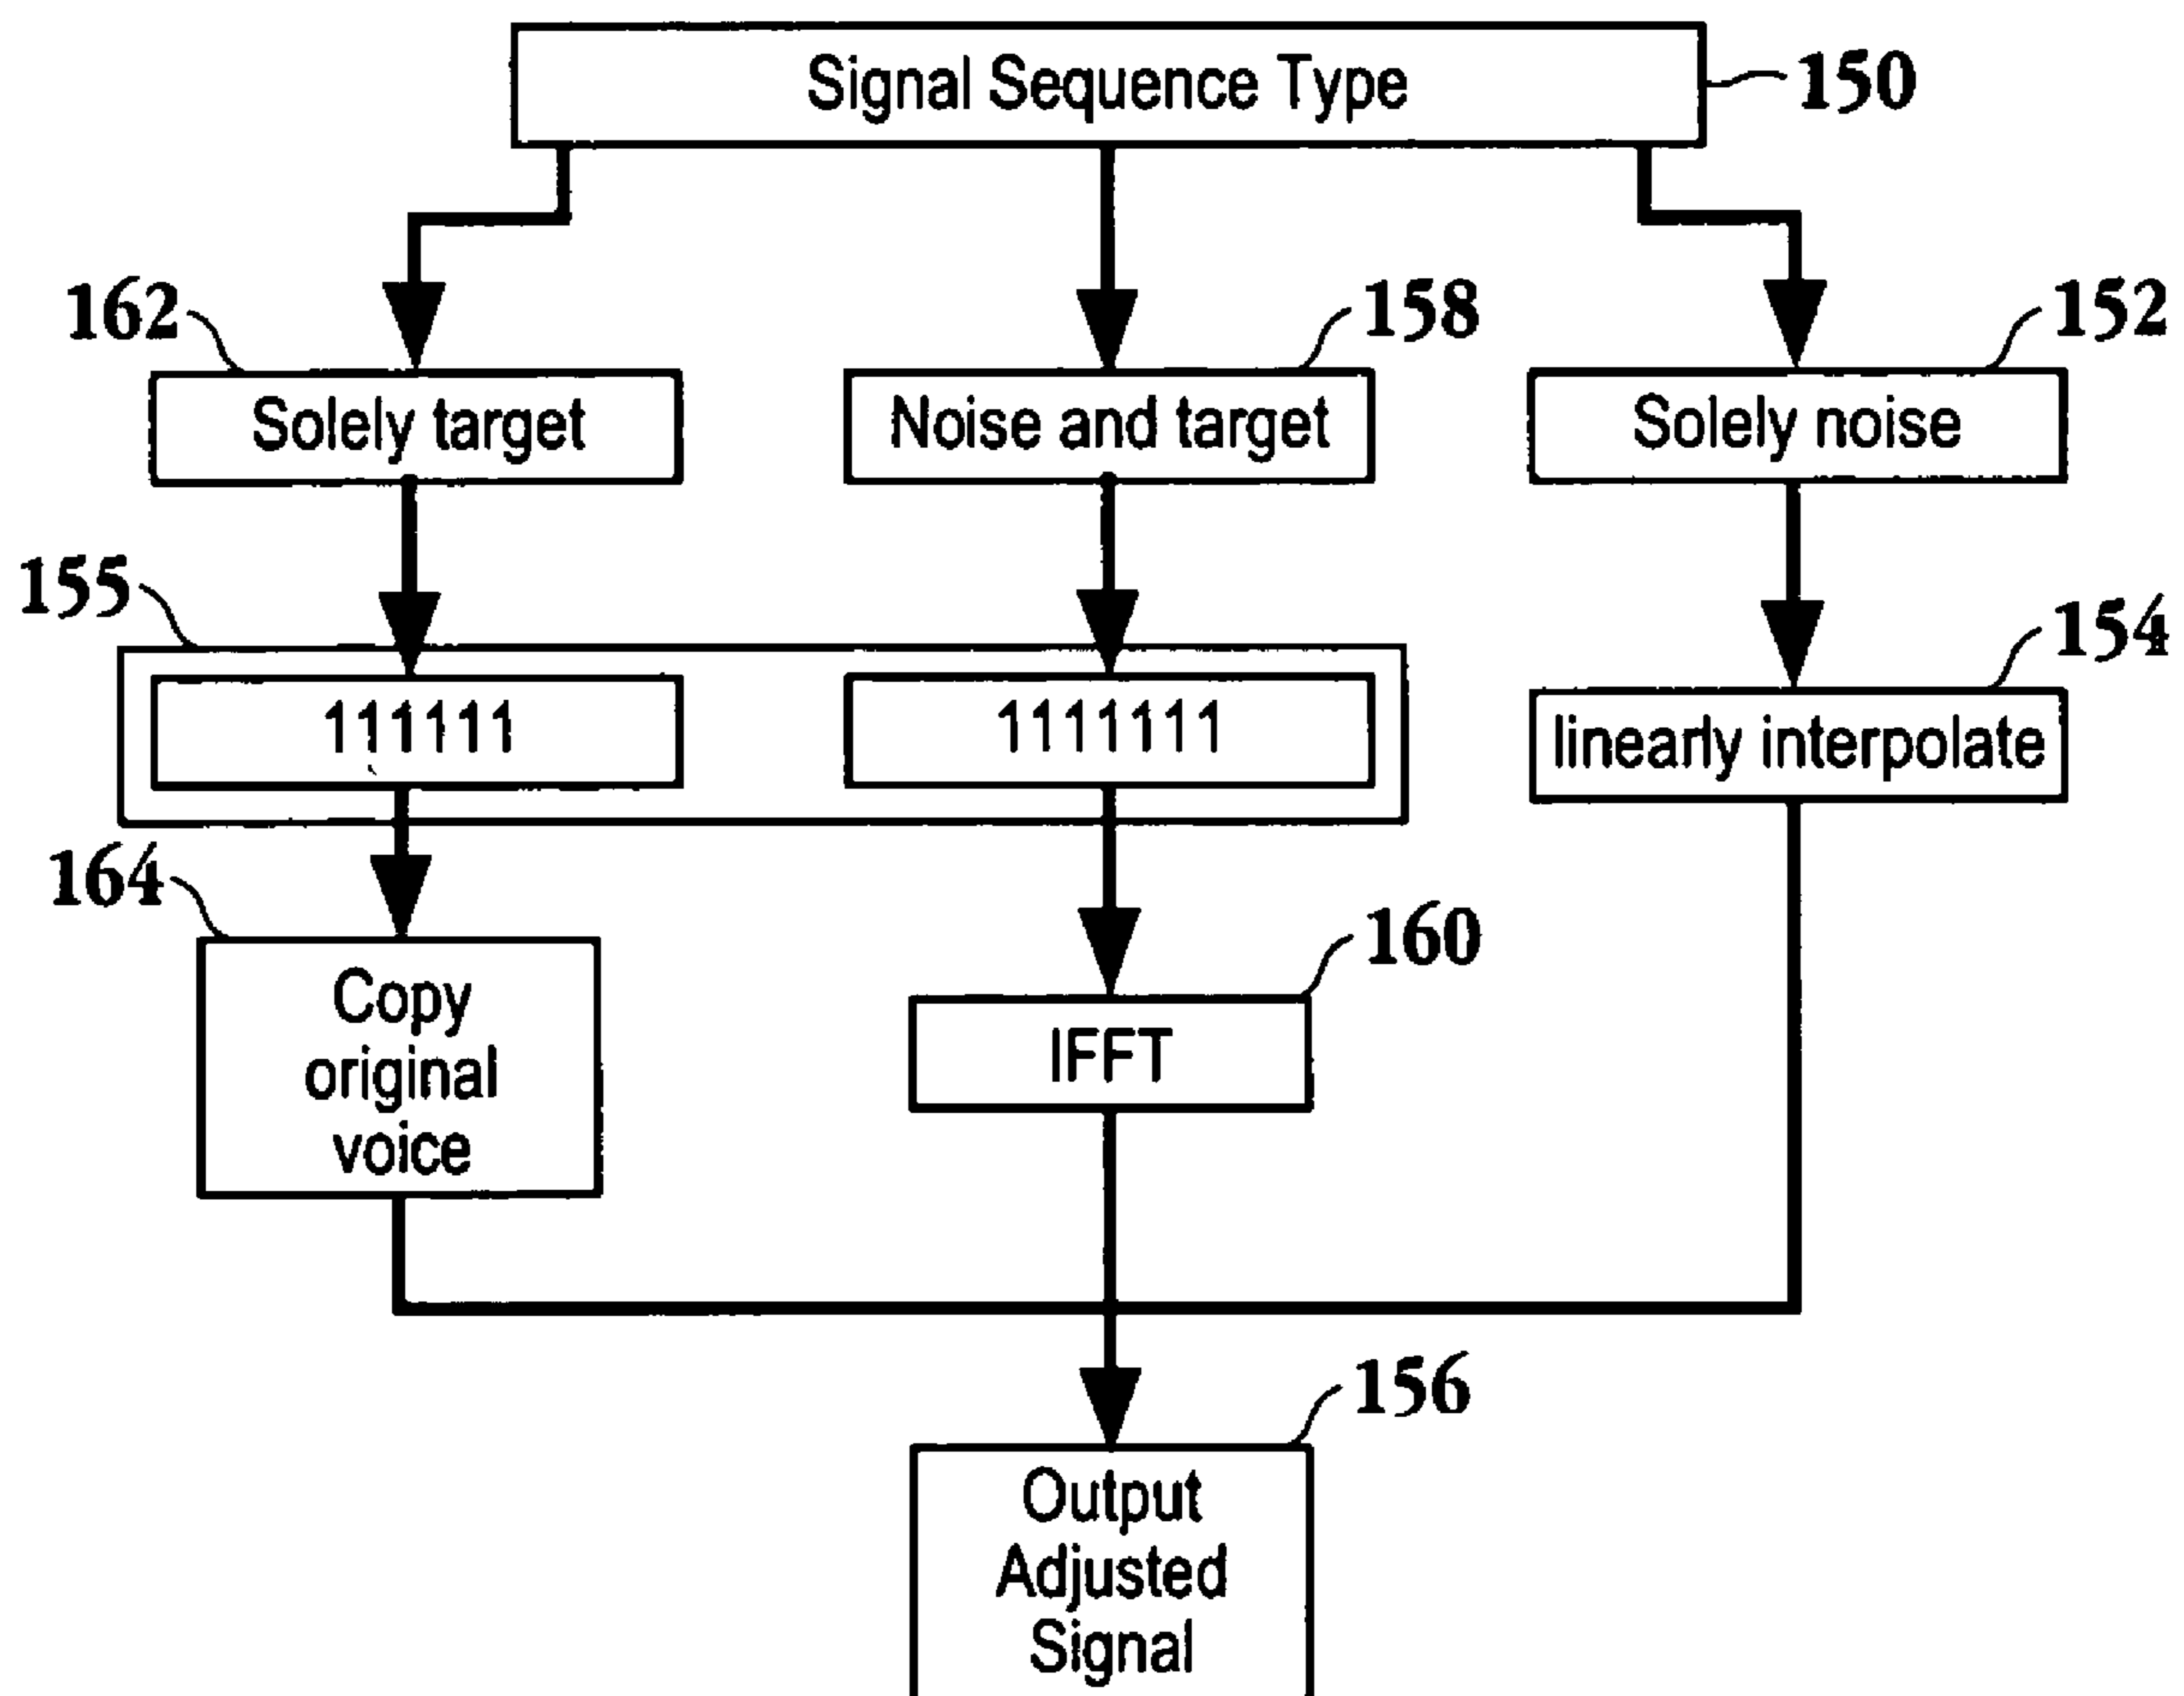 Signal Sequence Type
150
162
158
152
Solely target
Noise and target
Solely noise
155
154
111111
1111111
linearly interpolate
164
160
Copy
original
voice
IFFT
156
Output
Adjusted
Signal